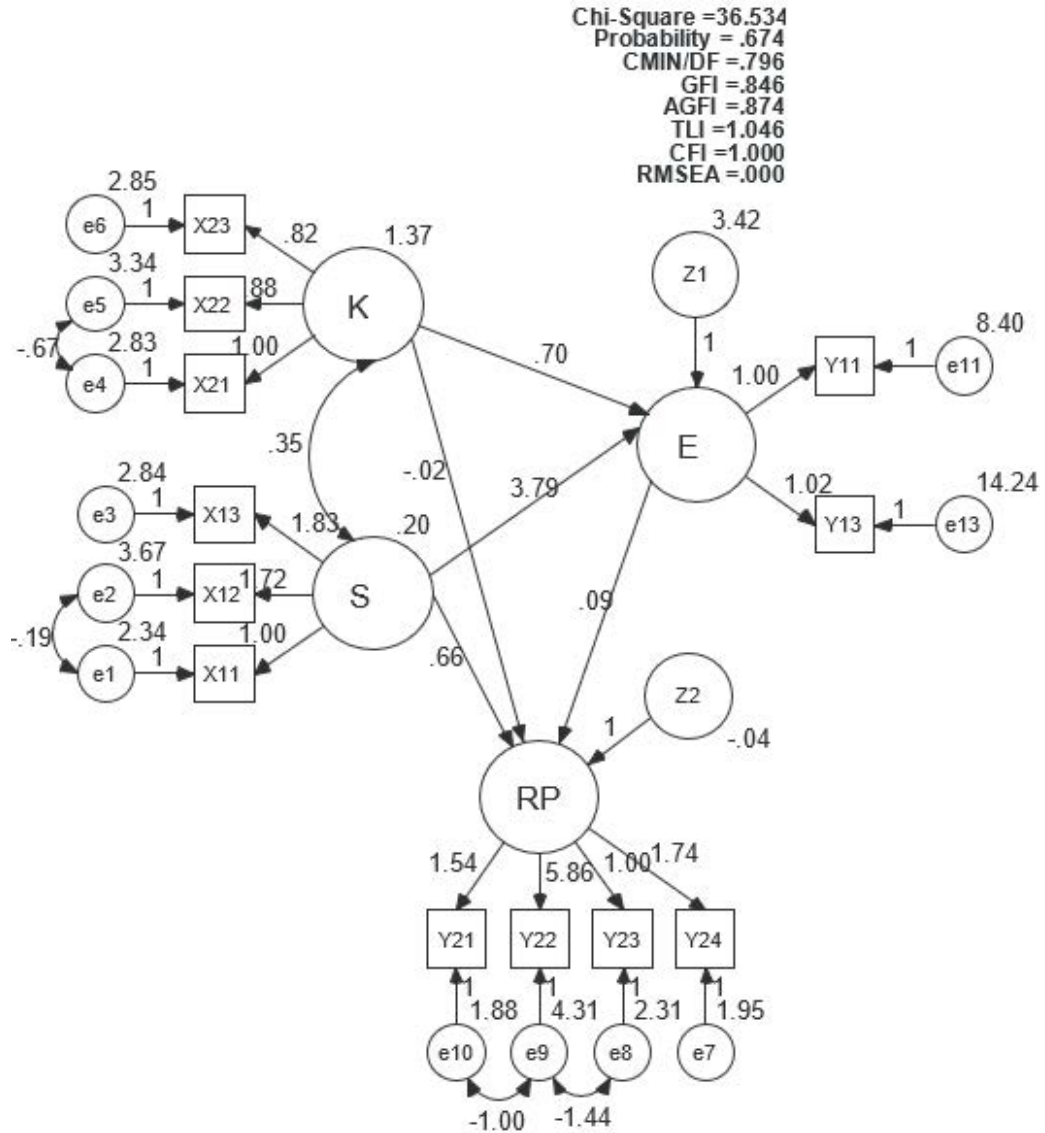 Chi-Square =36.534
Probability = .674
CMIN/DF =.796
GFI =.846
AGFI =.874
TLI =1.046
CFI =1.000
RMSEA =.000
2.85
e6 1 X23
.82
1.37
3.34
e5 1 X22
.88
K
2.83
e4 1 X21
1.00
-.67
3.42
Z1
1
.70
8.40
Y11 1 e11
1.00
E
1.02
14.24
Y13 1 e13
.35
-.02
3.79
2.84
e3 1 X13
1.83
.20
3.67
e2 1 X12
1.72
S
2.34
e1 1 X11
1.00
-.19
.66
.09
Z2
1
-.04
RP
1.54 5.86 1.00 1.74
Y21 Y22 Y23 Y24
1 1 1 1
1.88 4.31 2.31 1.95
e10 e9 e8 e7
-1.00 -1.44